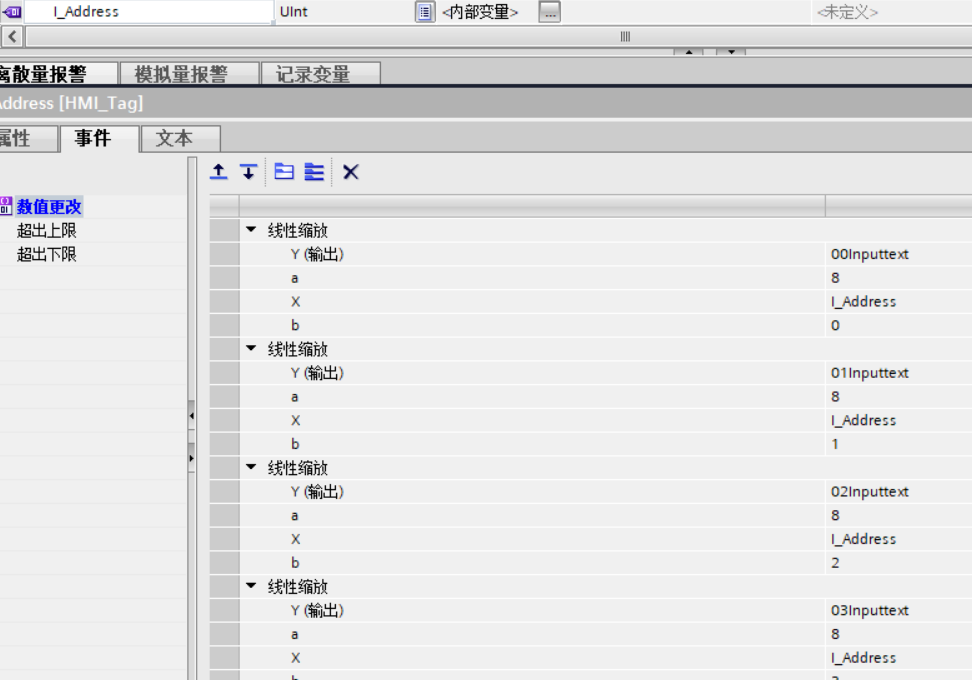 I_Address UInt <内部变量> ... <未定义>
离散量报警 模拟量报警 记录变量
Address [HMI_Tag]
属性 事件 文本
数值更改
超出上限
超出下限
线性缩放
Y (输出) 00Inputtext
a 8
X I_Address
b 0
线性缩放
Y (输出) 01Inputtext
a 8
X I_Address
b 1
线性缩放
Y (输出) 02Inputtext
a 8
X I_Address
b 2
线性缩放
Y (输出) 03Inputtext
a 8
X I_Address